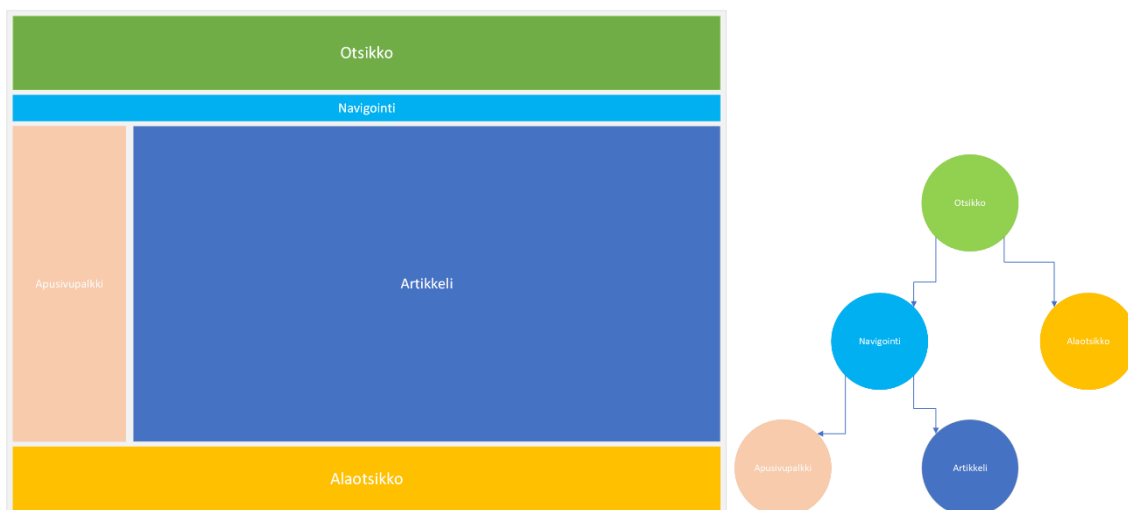 Otsikko
Navigointi
Apusivupalkki
Artikkeli
Alaotsikko
Otsikko
Navigointi
Alaotsikko
Apusivupalkki
Artikkeli